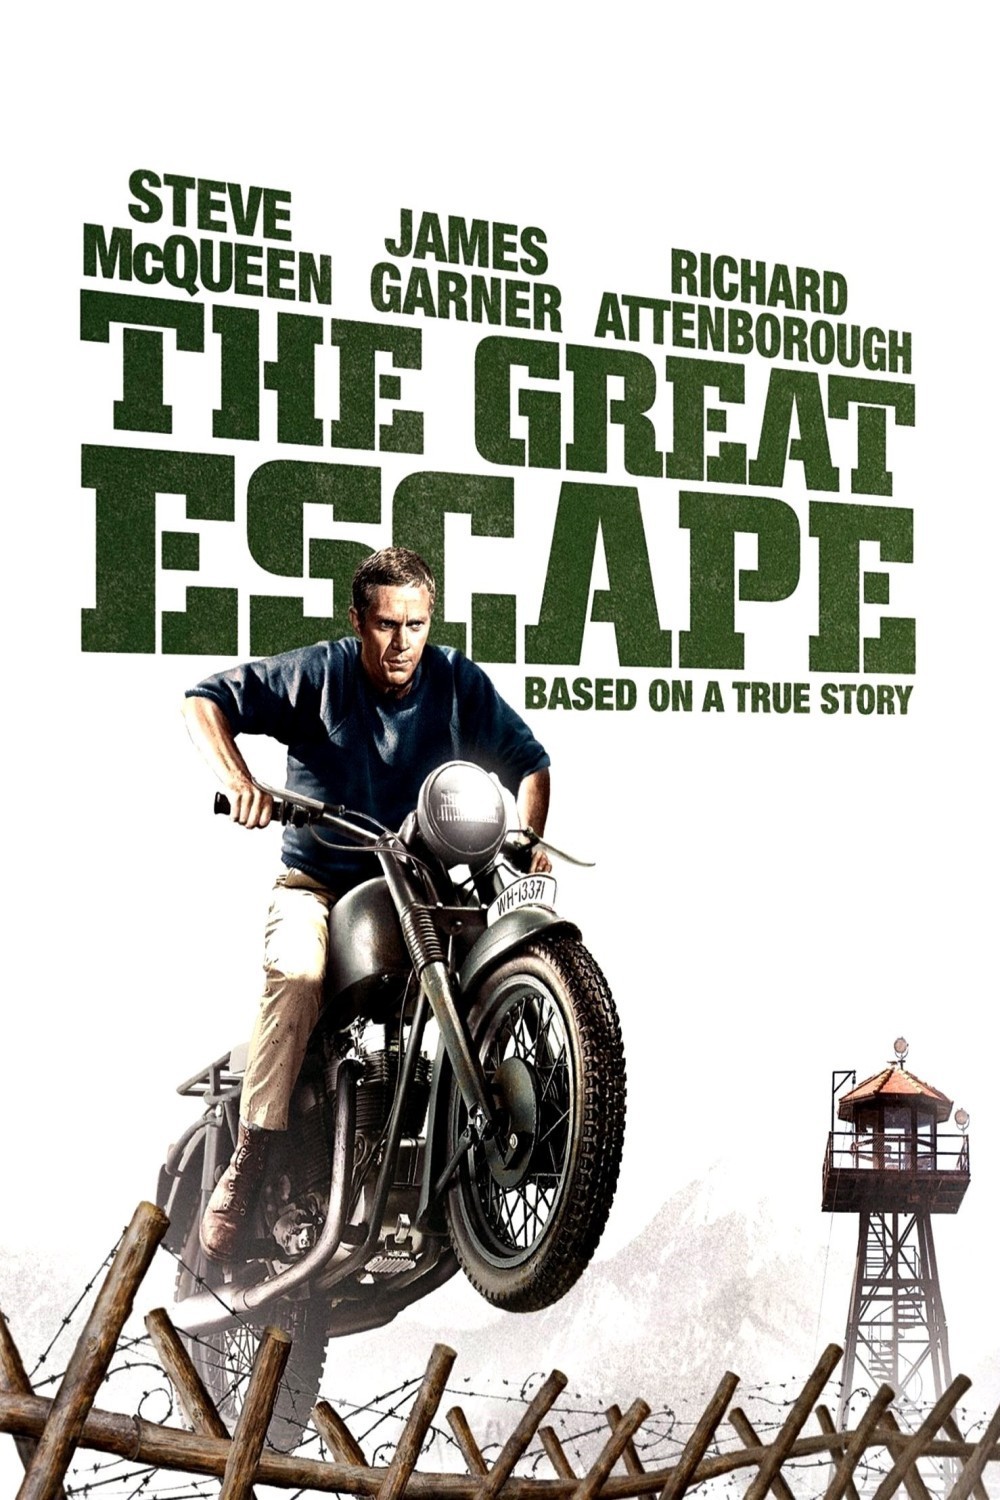 STEVE
McQUEEN
JAMES
GARNER
RICHARD
ATTENBOROUGH
THE GREAT
ESCAPE
BASED ON A TRUE STORY
WH-13371